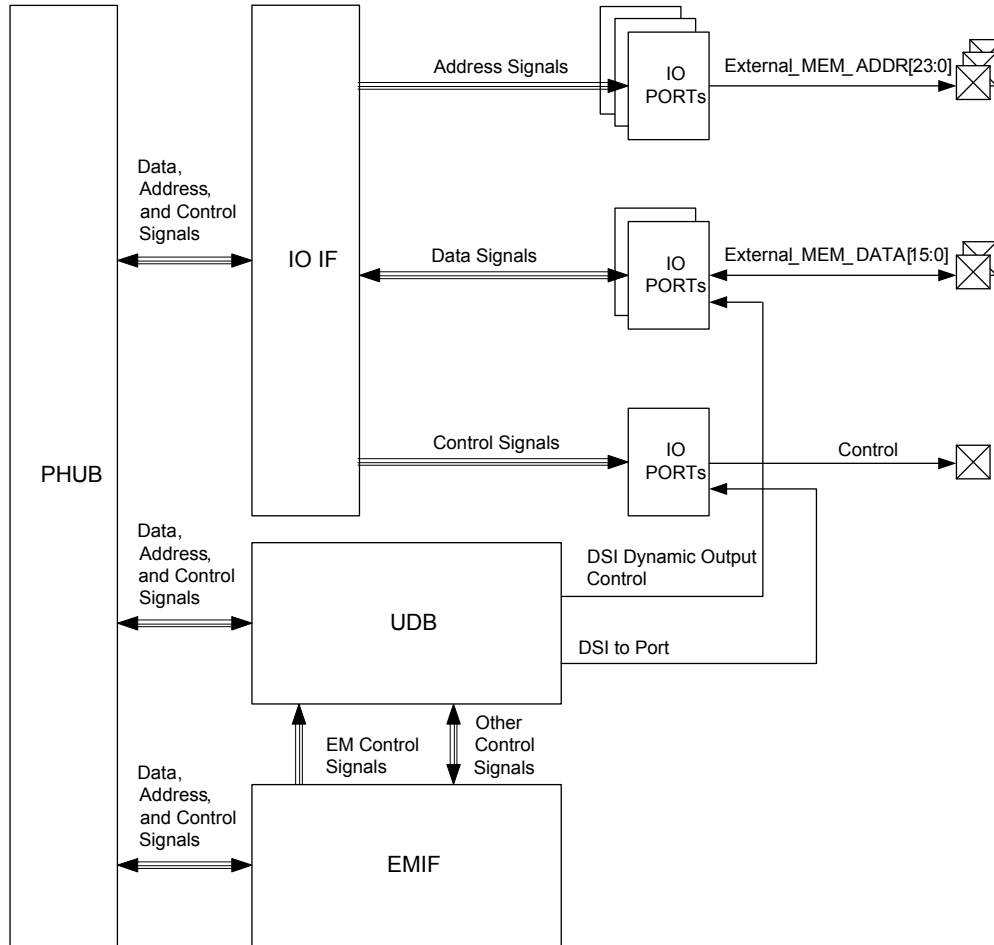 Address Signals
IO
PORTs
External_MEM_ADDR[23:0]
Data,
Address,
and Control
Signals
IO IF
Data Signals
IO
PORTs
External_MEM_DATA[15:0]
PHUB
Control Signals
IO
PORTs
Control
Data,
Address,
and Control
Signals
UDB
DSI Dynamic Output
Control
DSI to Port
EM Control
Signals
Other
Control
Signals
Data,
Address,
and Control
Signals
EMIF